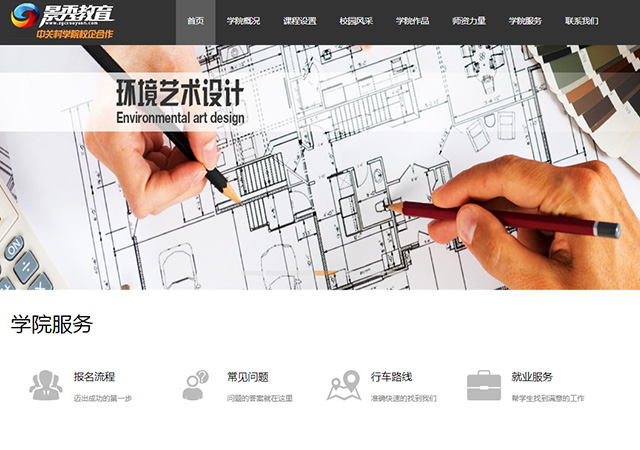 景秀教育
中关科学院校企合作
首页
学院概况
课程设置
校园风采
学院作品
师资力量
学院服务
联系我们
环境艺术设计
Environmental art design
ON
学院服务
报名流程
迈出成功的第一步
常见问题
问题的答案就在这里
行车路线
准确快速的找到我们
就业服务
帮学生找到满意的工作